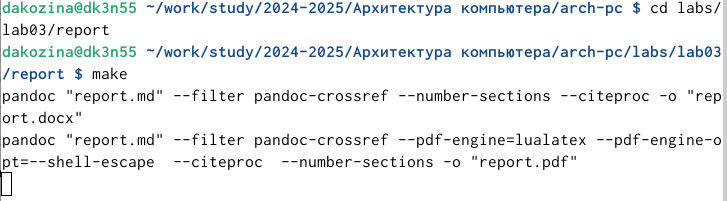 dakozina@dk3n55 ~/work/study/2024-2025/Архитектура компьютера/arch-pc $ cd labs/
lab03/report
dakozina@dk3n55 ~/work/study/2024-2025/Архитектура компьютера/arch-pc/labs/lab03
/report $ make
pandoc "report.md" --filter pandoc-crossref --number-sections --citeproc -o "rep
ort.docx"
pandoc "report.md" --filter pandoc-crossref --pdf-engine=lualatex --pdf-engine-o
pt=--shell-escape  --citeproc  --number-sections -o "report.pdf"